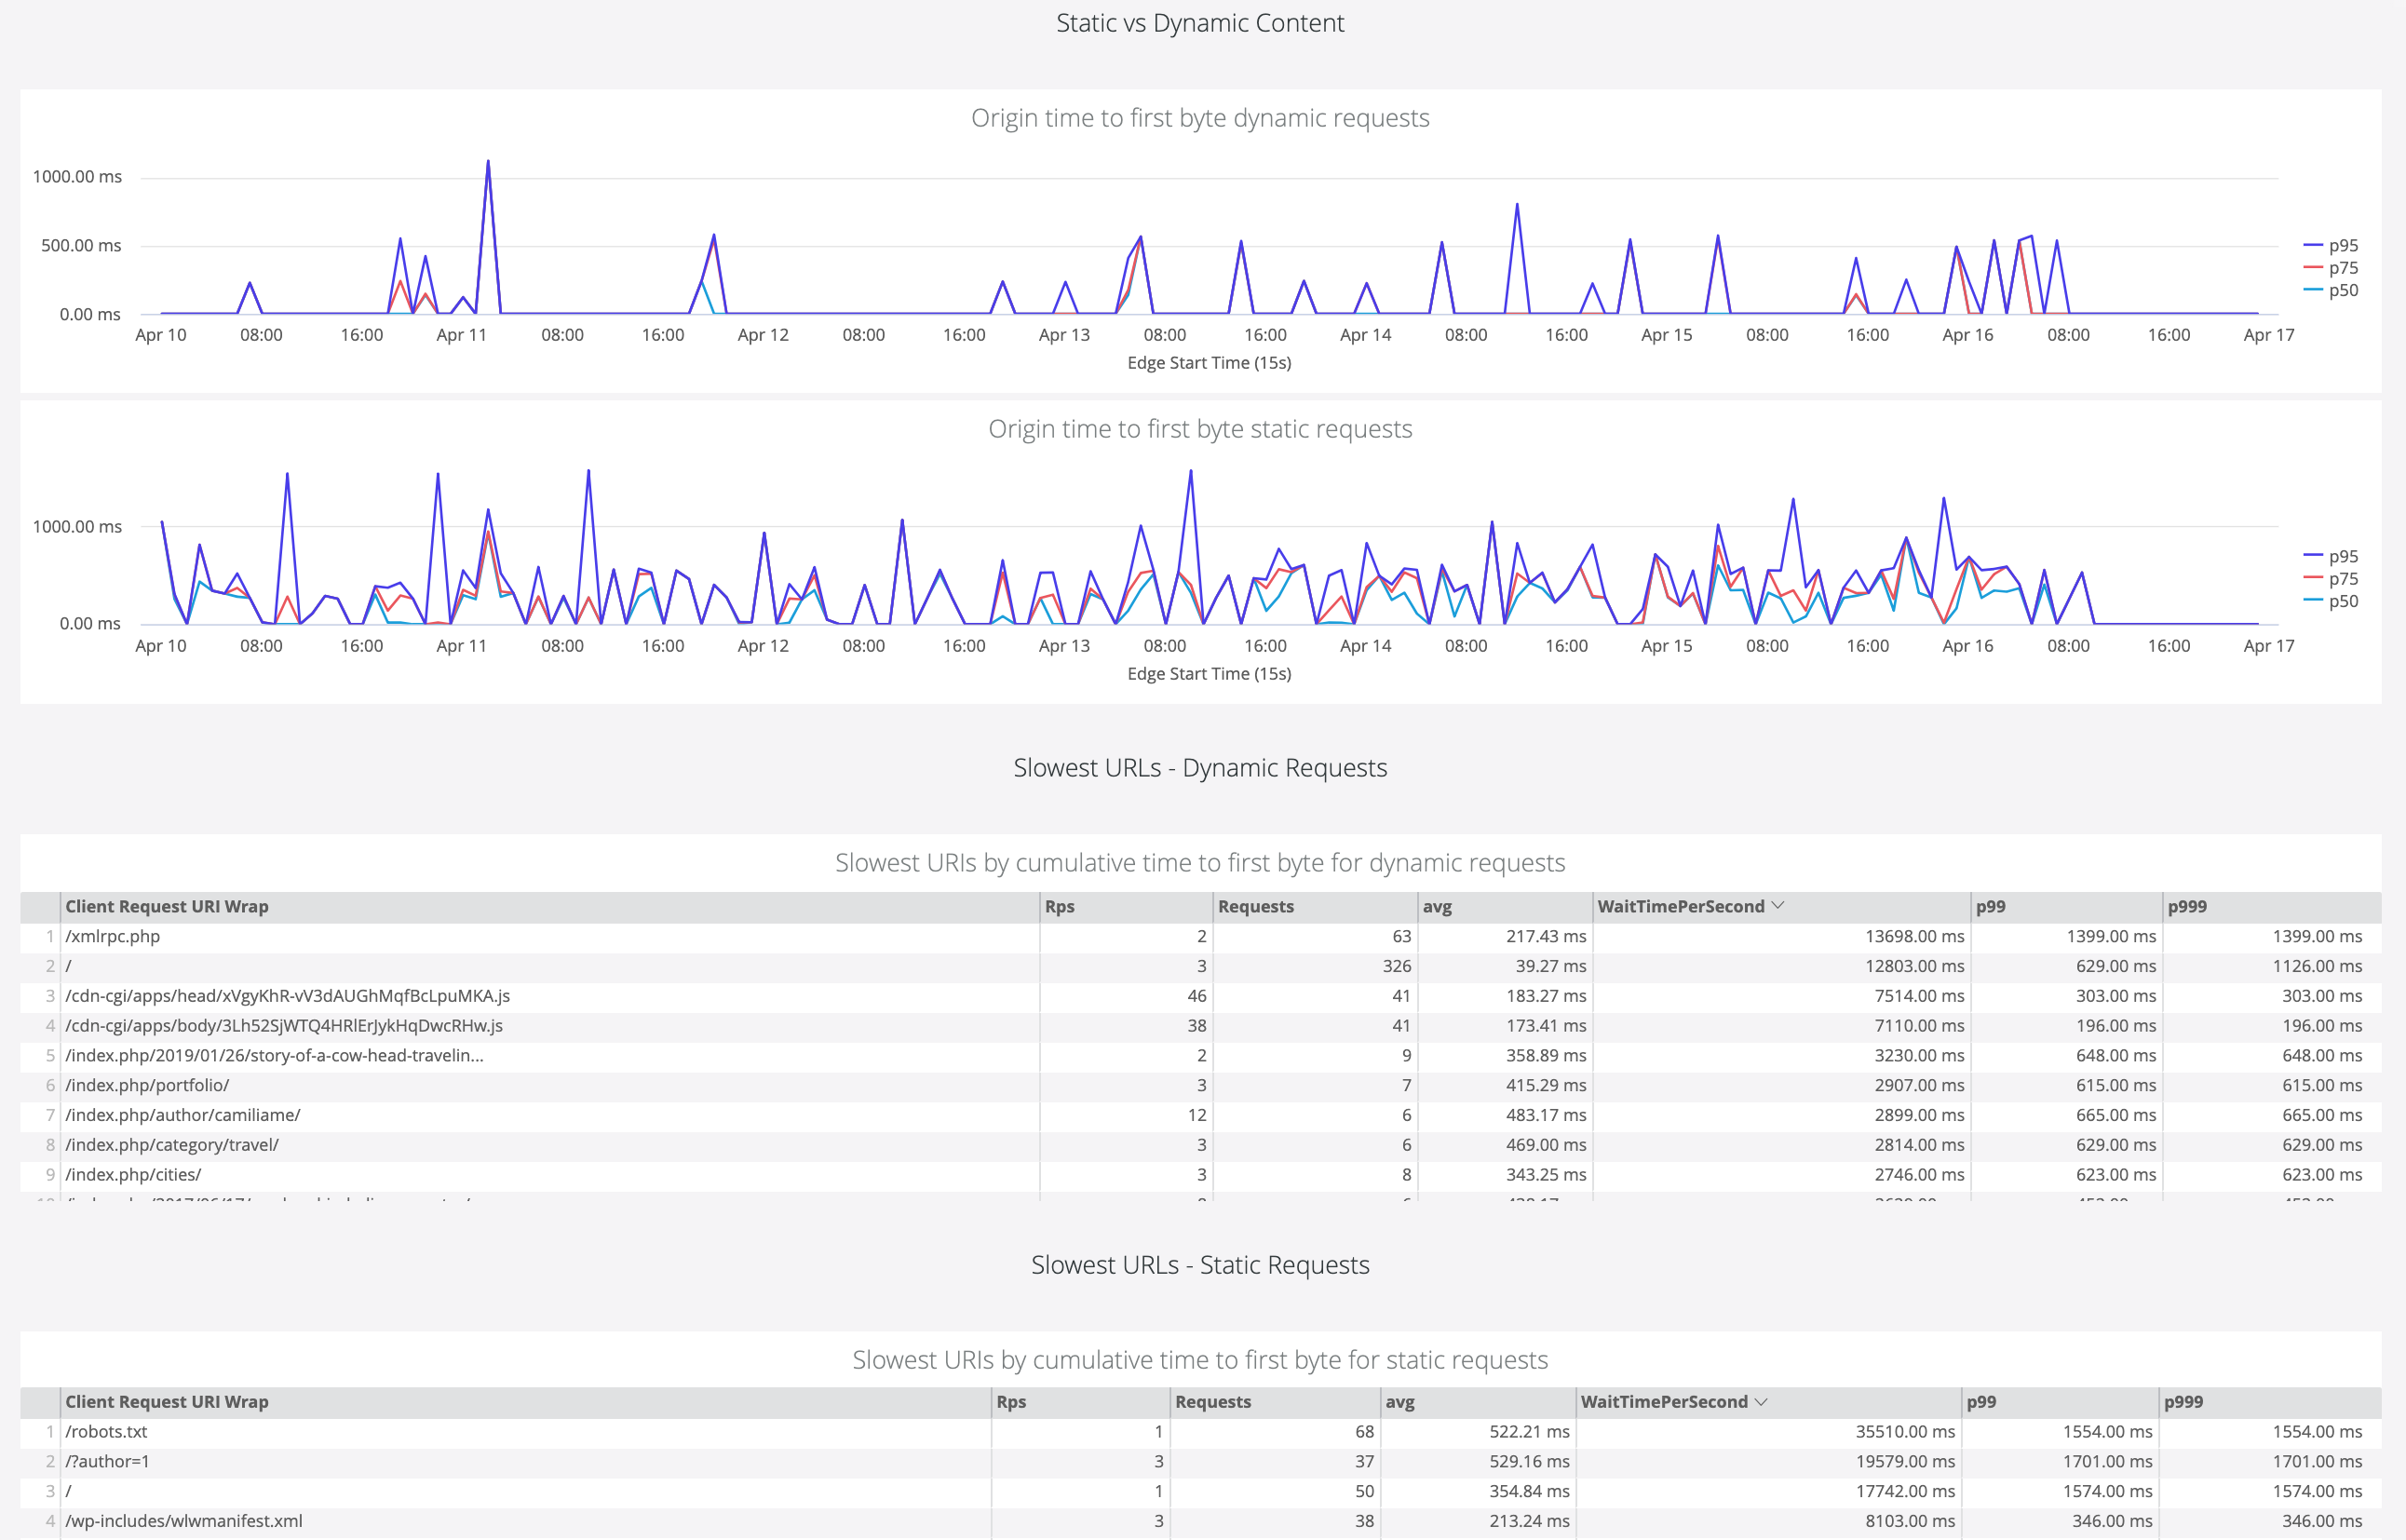 Static vs Dynamic Content
Origin time to first byte dynamic requests
1000.00 ms
500.00 ms
0.00 ms
p95
p75
p50
Apr 10 08:00 16:00 Apr 11 08:00 16:00 Apr 12 08:00 16:00 Apr 13 08:00 16:00 Apr 14 08:00 16:00 Apr 15 08:00 16:00 Apr 16 08:00 16:00 Apr 17
Edge Start Time (15s)
Origin time to first byte static requests
1000.00 ms
0.00 ms
p95
p75
p50
Apr 10 08:00 16:00 Apr 11 08:00 16:00 Apr 12 08:00 16:00 Apr 13 08:00 16:00 Apr 14 08:00 16:00 Apr 15 08:00 16:00 Apr 16 08:00 16:00 Apr 17
Edge Start Time (15s)
Slowest URLs - Dynamic Requests
Slowest URIs by cumulative time to first byte for dynamic requests
Client Request URI Wrap Rps Requests avg WaitTimePerSecond p99 p999
1 /xmlrpc.php 2 63 217.43 ms 13698.00 ms 1399.00 ms 1399.00 ms
2 / 3 326 39.27 ms 12803.00 ms 629.00 ms 1126.00 ms
3 /cdn-cgi/apps/head/xVgyKhR-vV3dAUGhMqfBcLpuMKA.js 46 41 183.27 ms 7514.00 ms 303.00 ms 303.00 ms
4 /cdn-cgi/apps/body/3Lh52SjWTQ4HRlErJykHqDwcRHw.js 38 41 173.41 ms 7110.00 ms 196.00 ms 196.00 ms
5 /index.php/2019/01/26/story-of-a-cow-head-travelin... 2 9 358.89 ms 3230.00 ms 648.00 ms 648.00 ms
6 /index.php/portfolio/ 3 7 415.29 ms 2907.00 ms 615.00 ms 615.00 ms
7 /index.php/author/camiliame/ 12 6 483.17 ms 2899.00 ms 665.00 ms 665.00 ms
8 /index.php/category/travel/ 3 6 469.00 ms 2814.00 ms 629.00 ms 629.00 ms
9 /index.php/cities/ 3 8 343.25 ms 2746.00 ms 623.00 ms 623.00 ms
Slowest URLs - Static Requests
Slowest URIs by cumulative time to first byte for static requests
Client Request URI Wrap Rps Requests avg WaitTimePerSecond p99 p999
1 /robots.txt 1 68 522.21 ms 35510.00 ms 1554.00 ms 1554.00 ms
2 /?author=1 3 37 529.16 ms 19579.00 ms 1701.00 ms 1701.00 ms
3 / 1 50 354.84 ms 17742.00 ms 1574.00 ms 1574.00 ms
4 /wp-includes/wlwmanifest.xml 3 38 213.24 ms 8103.00 ms 346.00 ms 346.00 ms